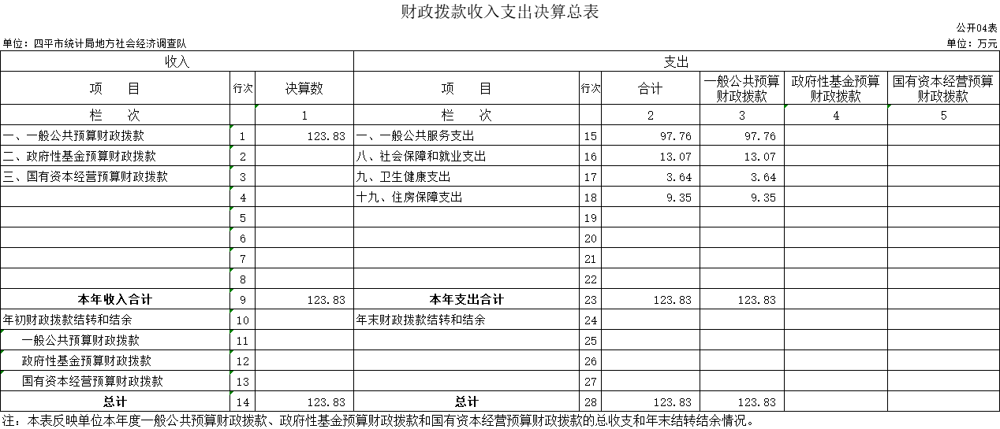 财政拨款收入支出决算总表
公开04表
单位：四平市统计局地方社会经济调查队 单位：万元
收入 支出
项 目 行次 决算数 项 目 行次 合计 一般公共预算财政拨款 政府性基金预算财政拨款 国有资本经营预算财政拨款
栏 次 1 栏 次 2 3 4 5
一、一般公共预算财政拨款 1 123.83 一、一般公共服务支出 15 97.76 97.76
二、政府性基金预算财政拨款 2 八、社会保障和就业支出 16 13.07 13.07
三、国有资本经营预算财政拨款 3 九、卫生健康支出 17 3.64 3.64
4 十九、住房保障支出 18 9.35 9.35
5 19
6 20
7 21
8 22
本年收入合计 9 123.83 本年支出合计 23 123.83 123.83
年初财政拨款结转和结余 10 年末财政拨款结转和结余 24
一般公共预算财政拨款 11 25
政府性基金预算财政拨款 12 26
国有资本经营预算财政拨款 13 27
总计 14 123.83 总计 28 123.83 123.83
注：本表反映单位本年度一般公共预算财政拨款、政府性基金预算财政拨款和国有资本经营预算财政拨款的总收支和年末结转结余情况。